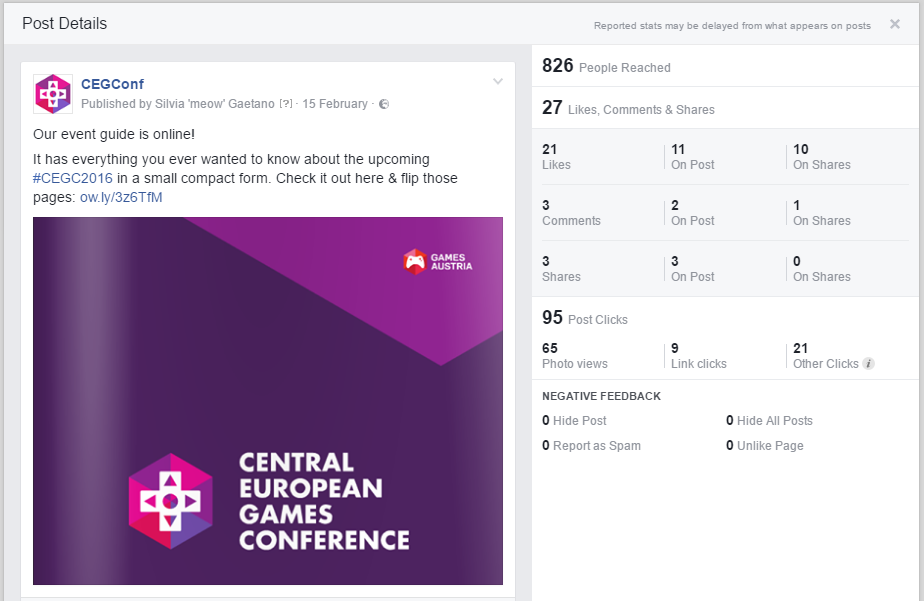 Post Details
Reported stats may be delayed from what appears on posts
CEGConf
Published by Silvia 'meow' Gaetano [?] · 15 February ·
Our event guide is online!
It has everything you ever wanted to know about the upcoming
#CEGC2016 in a small compact form. Check it out here & flip those
pages: ow.ly/3z6TfM
GAMES
AUSTRIA
CENTRAL
EUROPEAN
GAMES
CONFERENCE
826 People Reached
27 Likes, Comments & Shares
21 11 10
Likes On Post On Shares
3 2 1
Comments On Post On Shares
3 3 0
Shares On Post On Shares
95 Post Clicks
65 9 21
Photo views Link clicks Other Clicks i
NEGATIVE FEEDBACK
0 Hide Post 0 Hide All Posts
0 Report as Spam 0 Unlike Page